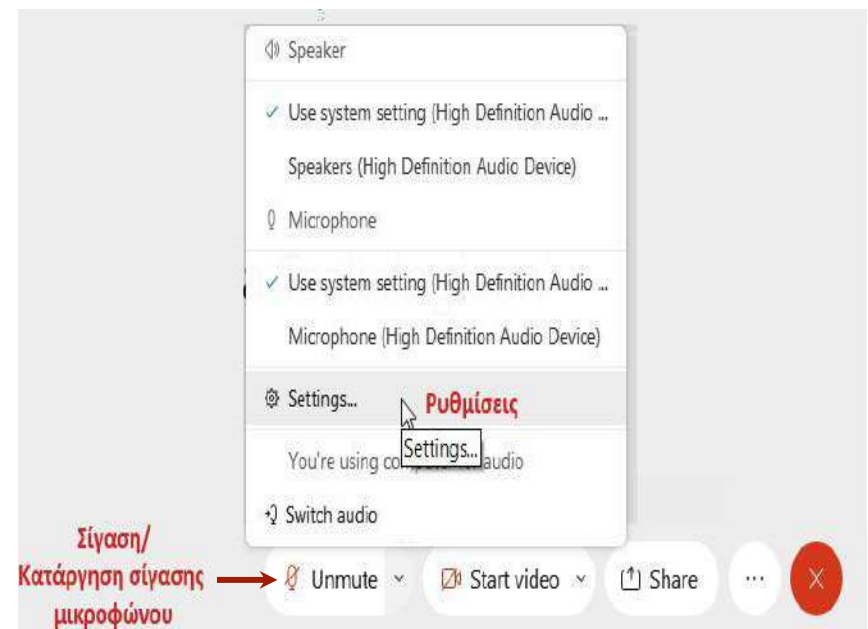 Speaker
Use system setting (High Definition Audio ...
Speakers (High Definition Audio Device)
Microphone
Use system setting (High Definition Audio ...
Microphone (High Definition Audio Device)
Settings... Ρυθμίσεις
Settings...
You're using co audio
Switch audio
Σίγαση/
Κατάργηση σίγασης
μικροφώνου
Unmute Start video Share ...